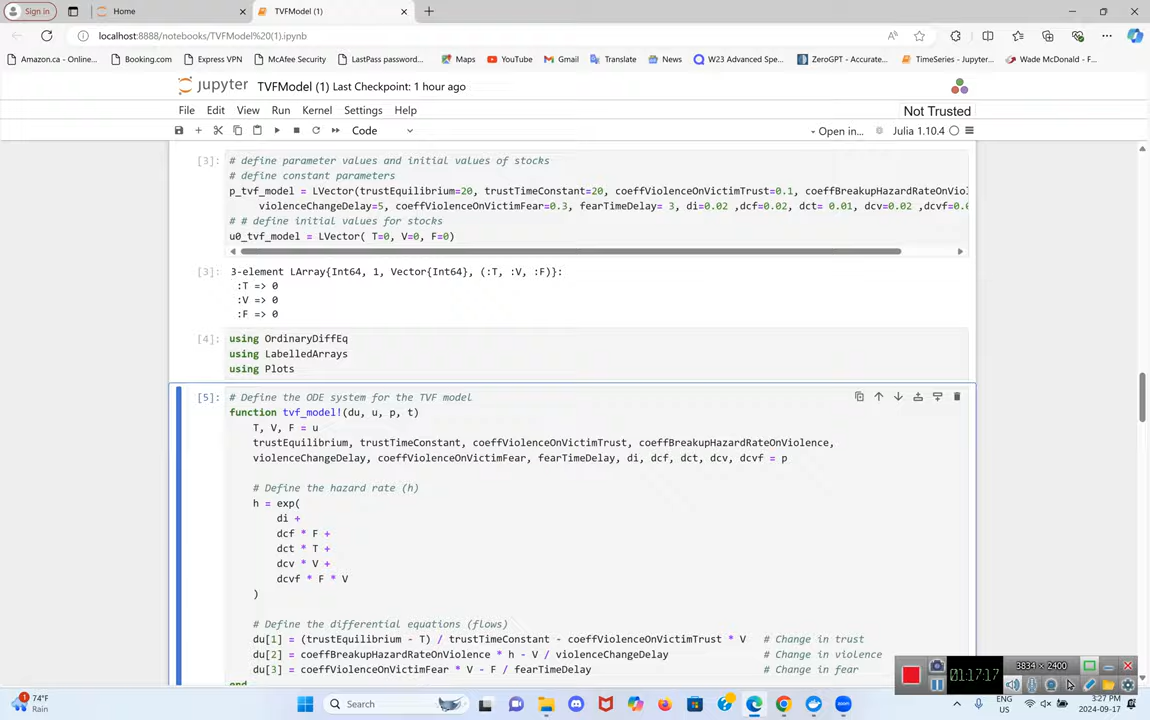 Sign in
Home
TVFModel (1)
localhost:8888/notebooks/TVFModel%20(1).ipynb
Amazon.ca - Online...
Booking.com
Express VPN
McAfee Security
LastPass password...
Maps
YouTube
Gmail
Translate
News
W23 Advanced Spe...
ZeroGPT - Accurate...
TimeSeries - Jupyter...
Wade McDonald - F...
jupyter TVFModel (1) Last Checkpoint: 1 hour ago
File Edit View Run Kernel Settings Help
Not Trusted
Code
Open in...
Julia 1.10.4
[3]:
# define parameter values and initial values of stocks
# define constant parameters
p_tvf_model = LVector(trustEquilibrium=20, trustTimeConstant=20, coeffViolenceOnVictimTrust=0.1, coeffBreakupHazardRateOnViol
violenceChangeDelay=5, coeffViolenceOnVictimFear=0.3, fearTimeDelay= 3, di=0.02 ,dcf=0.02, dct= 0.01, dcv=0.02 ,dcvf=0.0
# # define initial values for stocks
u0_tvf_model = LVector( T=0, V=0, F=0)
[3]:
3-element LArray{Int64, 1, Vector{Int64}, (:T, :V, :F)}:
:T => 0
:V => 0
:F => 0
[4]:
using OrdinaryDiffEq
using LabelledArrays
using Plots
[5]:
# Define the ODE system for the TVF model
function tvf_model!(du, u, p, t)
T, V, F = u
trustEquilibrium, trustTimeConstant, coeffViolenceOnVictimTrust, coeffBreakupHazardRateOnViolence,
violenceChangeDelay, coeffViolenceOnVictimFear, fearTimeDelay, di, dcf, dct, dcv, dcvf = p
# Define the hazard rate (h)
h = exp(
di +
dcf * F +
dct * T +
dcv * V +
dcvf * F * V
)
# Define the differential equations (flows)
du[1] = (trustEquilibrium - T) / trustTimeConstant - coeffViolenceOnVictimTrust * V # Change in trust
du[2] = coeffBreakupHazardRateOnViolence * h - V / violenceChangeDelay # Change in violence
du[3] = coeffViolenceOnVictimFear * V - F / fearTimeDelay # Change in fear
end
3834 × 2400
01:17:17
74°F
Rain
Search
ENG
US
3:27 PM
2024-09-17